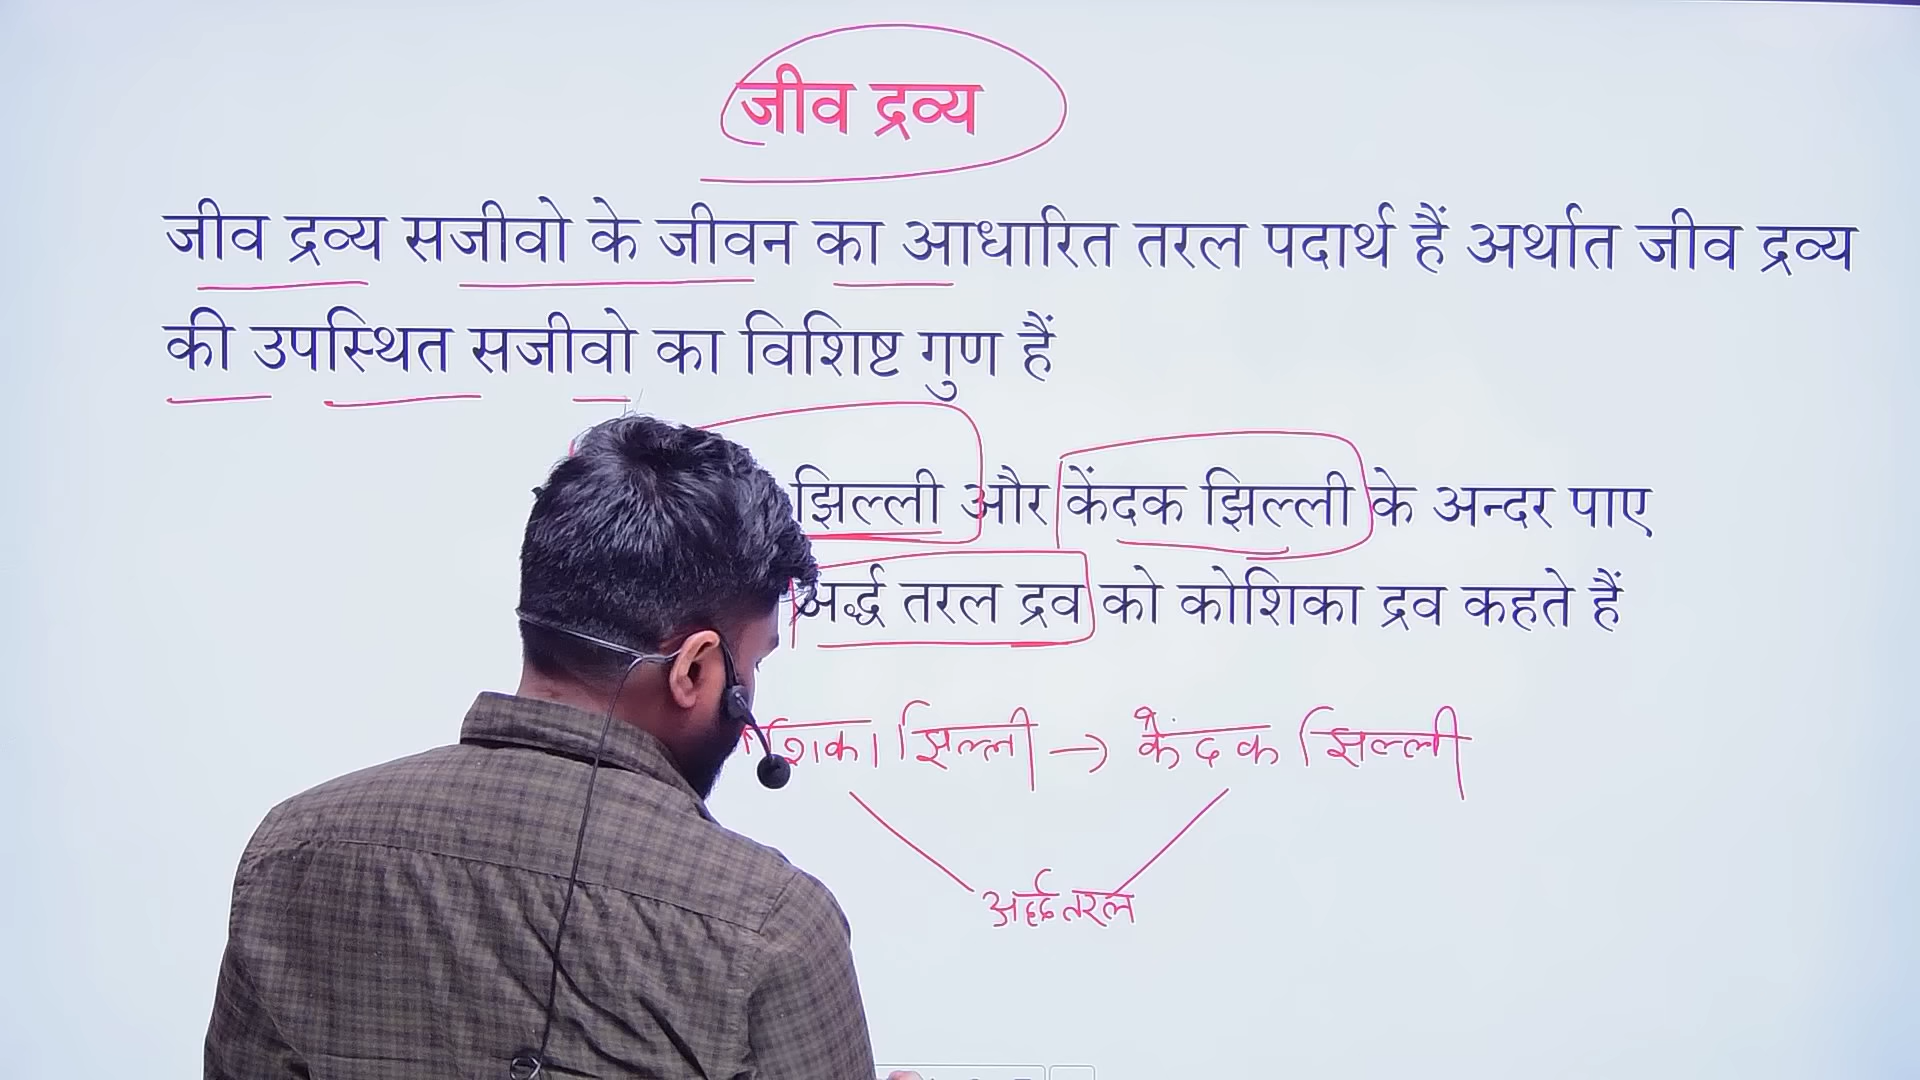 जीव द्रव्य
जीव द्रव्य सजीवो के जीवन का आधारित तरल पदार्थ हैं अर्थात जीव द्रव्य
की उपस्थित सजीवो का विशिष्ट गुण हैं
झिल्ली और केंदक झिल्ली के अन्दर पाए
अर्द्ध तरल द्रव को कोशिका द्रव कहते हैं
शिका झिल्ली → केंदक झिल्ली
तरल